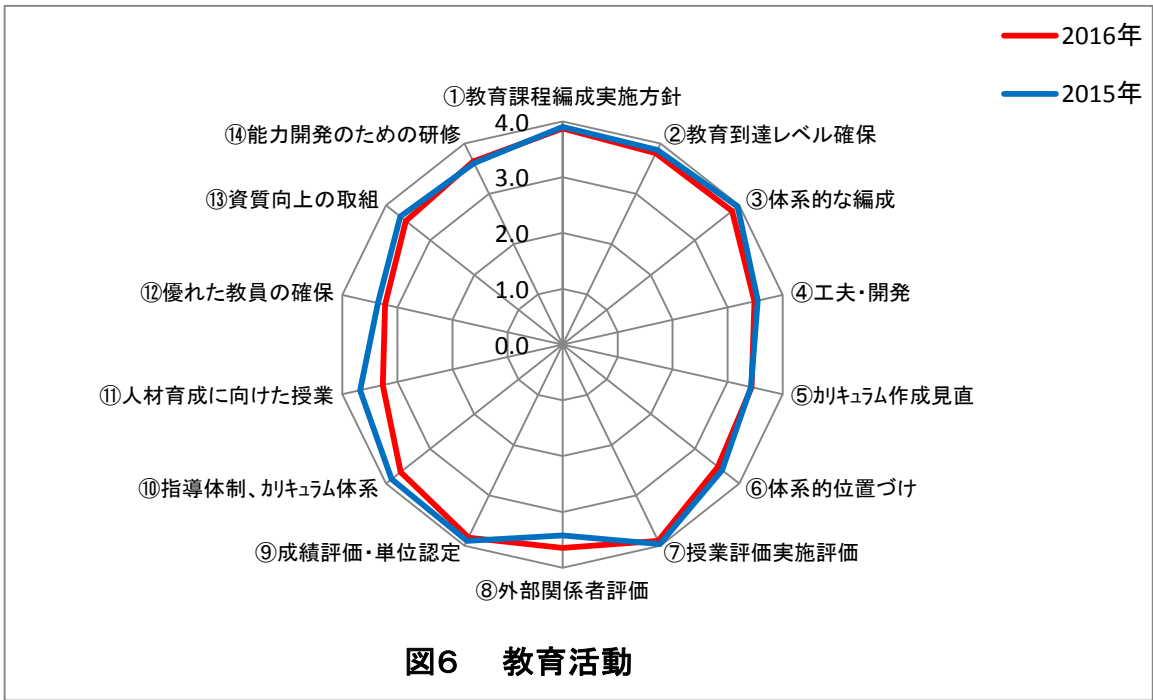 2016年
2015年
①教育課程編成実施方針
②教育到達レベル確保
③体系的な編成
④工夫・開発
⑤カリキュラム作成見直
⑥体系的位置づけ
⑦授業評価実施評価
⑧外部関係者評価
⑨成績評価・単位認定
⑩指導体制、カリキュラム体系
⑪人材育成に向けた授業
⑫優れた教員の確保
⑬資質向上の取組
⑭能力開発のための研修
4.0
3.0
2.0
1.0
0.0
図6 教育活動